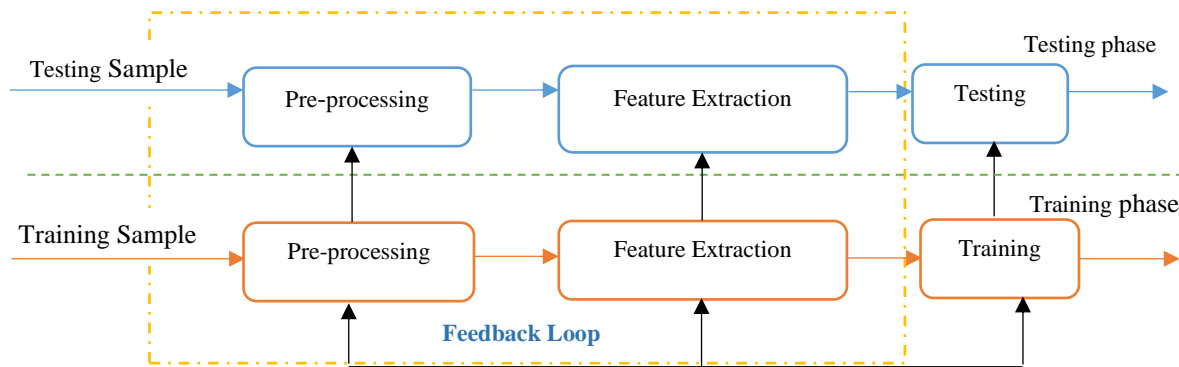 Testing phase
Testing Sample
Pre-processing
Feature Extraction
Testing
Training phase
Training Sample
Pre-processing
Feature Extraction
Training
Feedback Loop